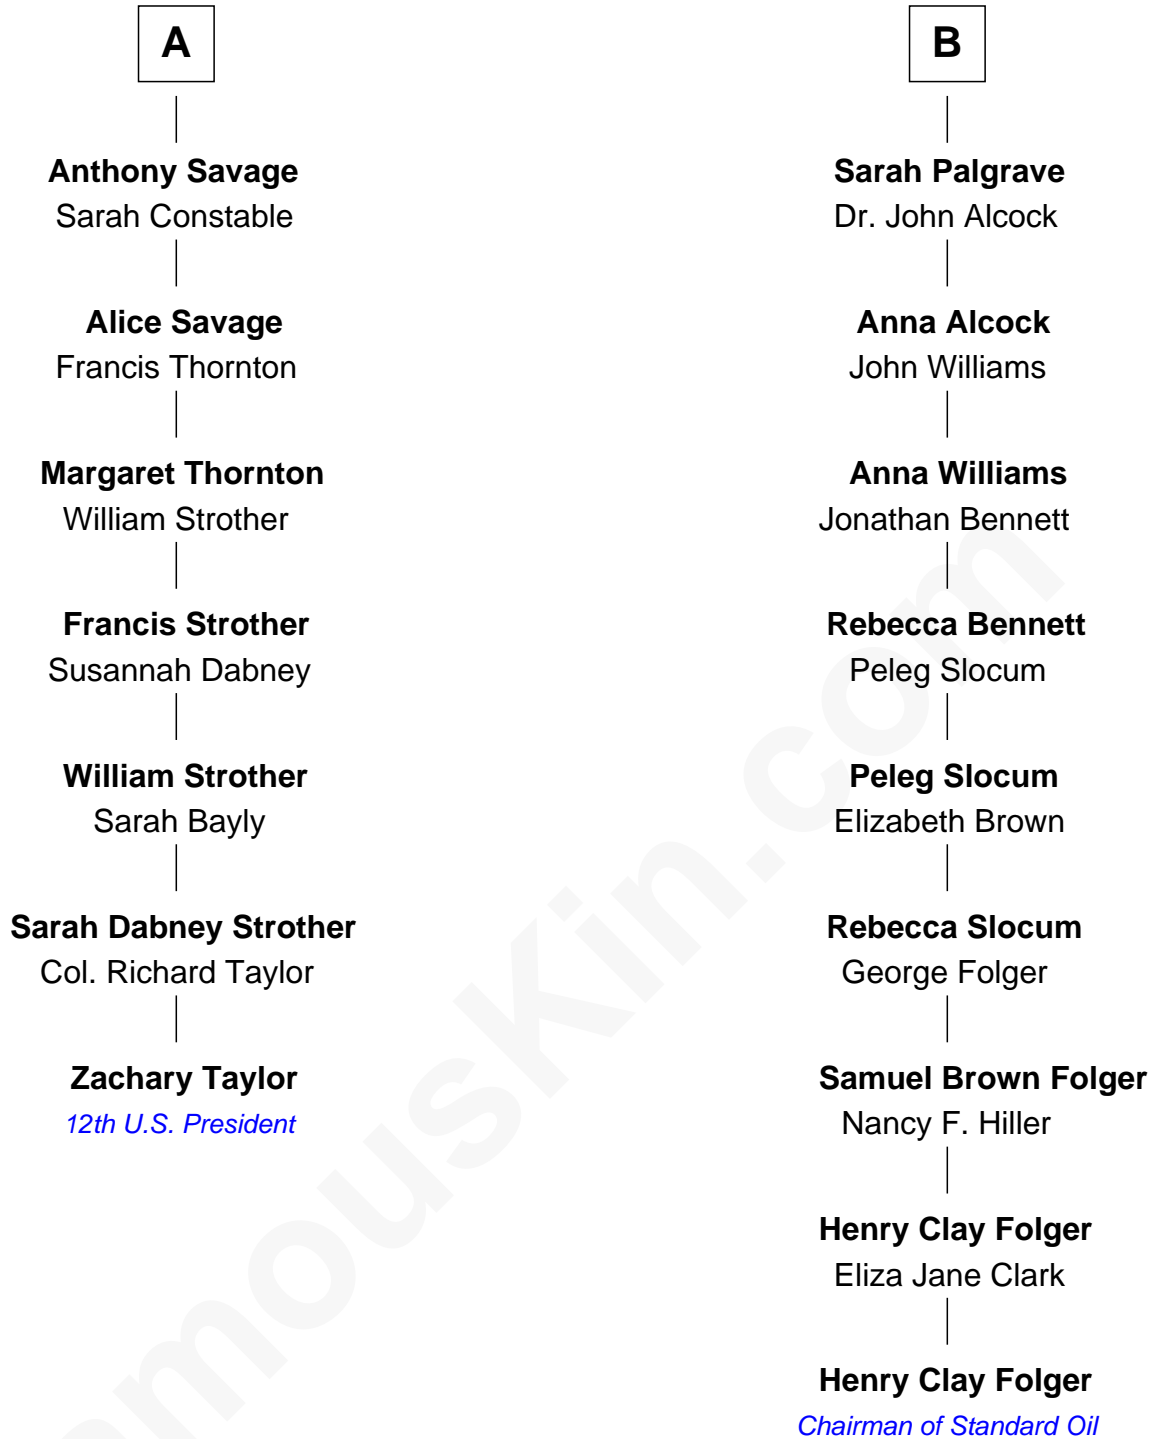 A
Anthony Savage
Sarah Constable
Alice Savage
Francis Thornton
Margaret Thornton
William Strother
Francis Strother
Susannah Dabney
William Strother
Sarah Bayly
Sarah Dabney Strother
Col. Richard Taylor
Zachary Taylor
12th U.S. President
B
Sarah Palgrave
Dr. John Alcock
Anna Alcock
John Williams
Anna Williams
Jonathan Bennett
Rebecca Bennett
Peleg Slocum
Peleg Slocum
Elizabeth Brown
Rebecca Slocum
George Folger
Samuel Brown Folger
Nancy F. Hiller
Henry Clay Folger
Eliza Jane Clark
Henry Clay Folger
Chairman of Standard Oil
amousKin.com